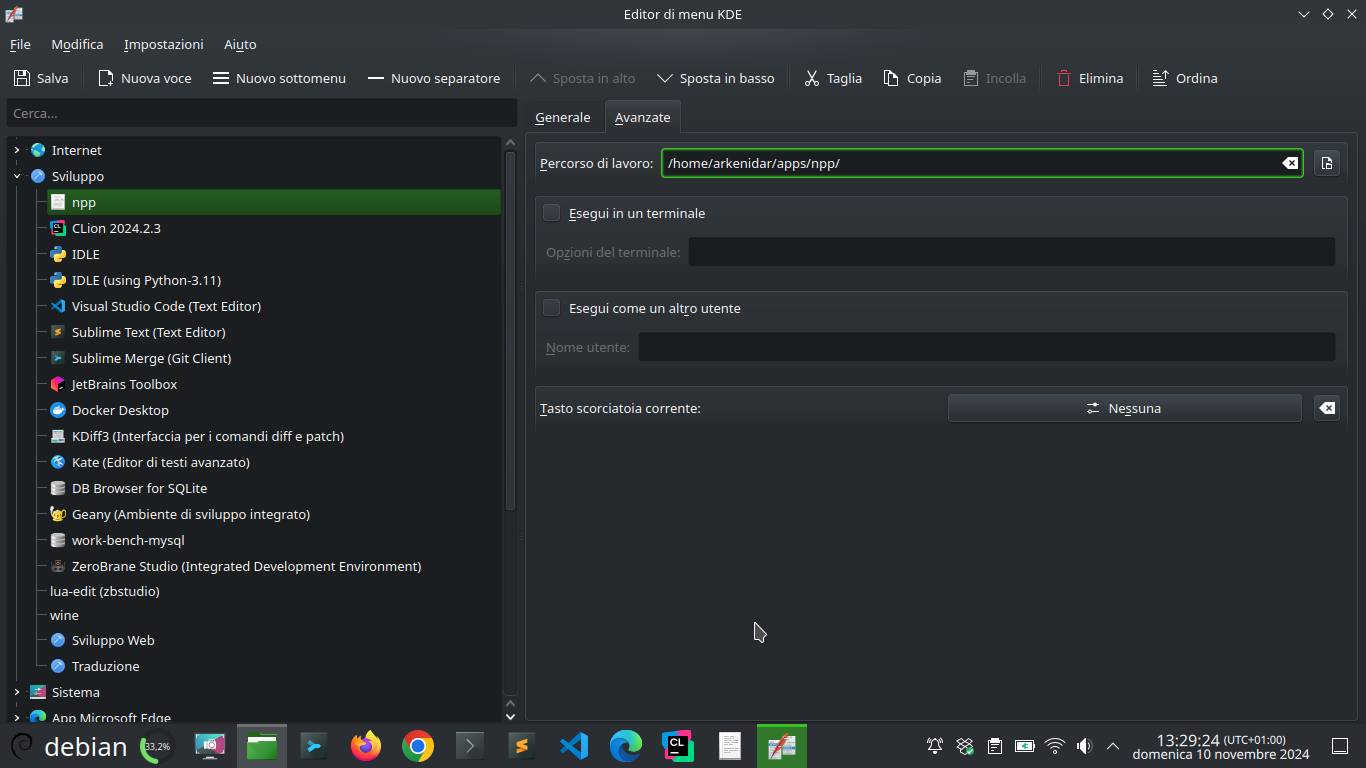 Editor di menu KDE
File Modifica Impostazioni Aiuto
Salva Nuova voce Nuovo sottomenu Nuovo separatore Sposta in alto Sposta in basso Taglia Copia Incolla Elimina Ordina
Cerca...
Internet
Sviluppo
npp
CLion 2024.2.3
IDLE
IDLE (using Python-3.11)
Visual Studio Code (Text Editor)
Sublime Text (Text Editor)
Sublime Merge (Git Client)
JetBrains Toolbox
Docker Desktop
KDiff3 (Interfaccia per i comandi diff e patch)
Kate (Editor di testi avanzato)
DB Browser for SQLite
Geany (Ambiente di sviluppo integrato)
work-bench-mysql
ZeroBrane Studio (Integrated Development Environment)
lua-edit (zbstudio)
wine
Sviluppo Web
Traduzione
Sistema
App Microsoft Edge
Generale Avanzate
Percorso di lavoro: /home/arkenidar/apps/npp/
Esegui in un terminale
Opzioni del terminale:
Esegui come un altro utente
Nome utente:
Tasto scorciatoia corrente: Nessuna
debian 33,2% CL 13:29:24 (UTC+01:00)
domenica 10 novembre 2024